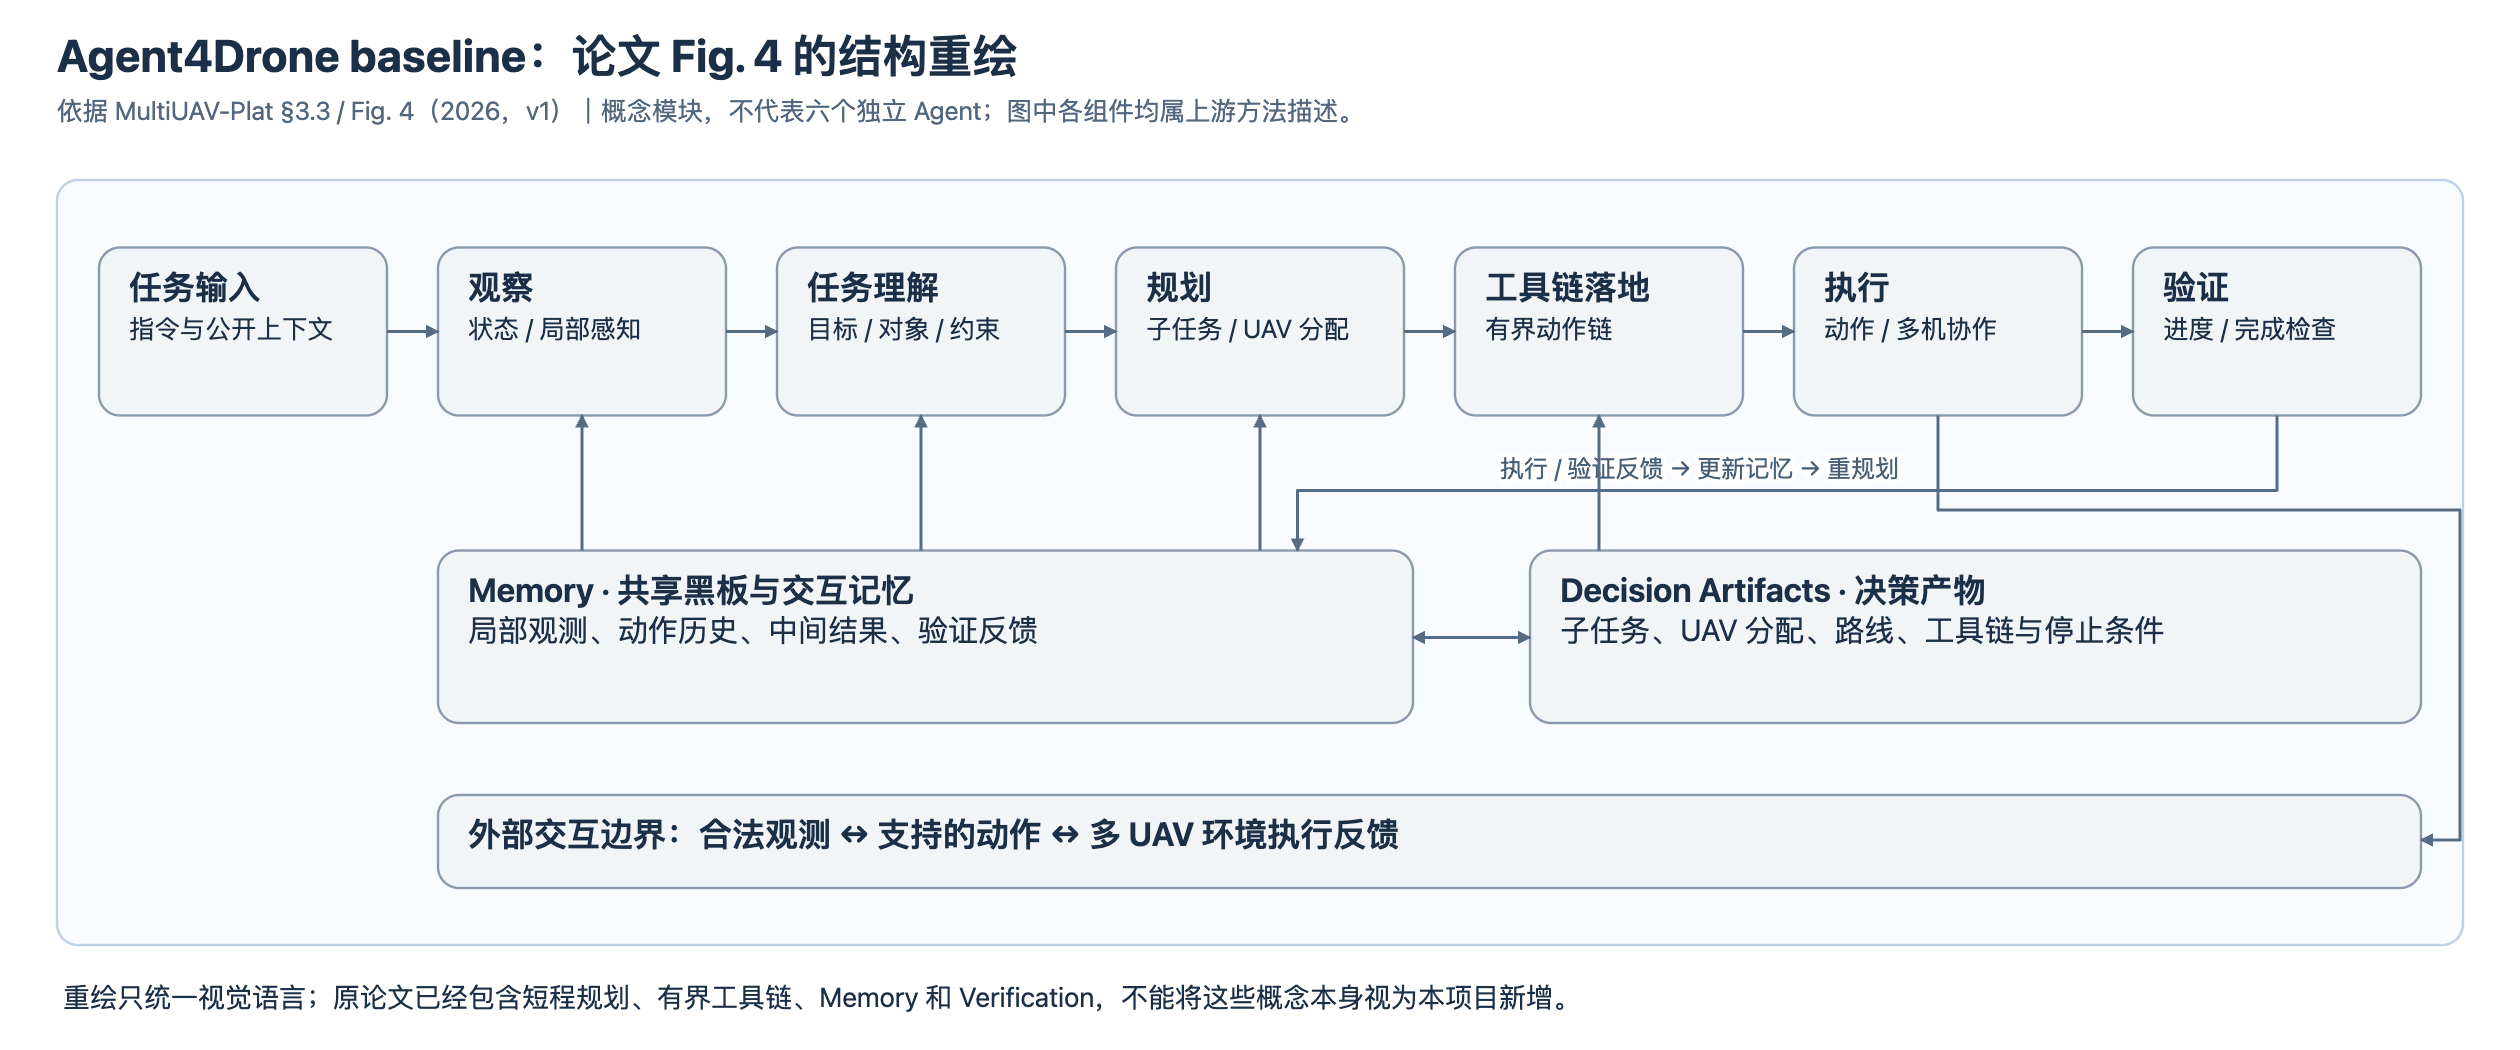 Agent4Drone baseline：论文 Fig. 4 的结构重绘
依据 MultiUAV-Plat §3.3 / Fig. 4（2026，v1）｜概念模块，不代表六个独立 Agent；图中各组件均属上游方法描述。
任务输入
指令与公开上下文
观察
状态 / 局部感知
任务理解
目标 / 对象 / 约束
规划
子任务 / UAV 分配
工具链落地
有界动作链
执行
动作 / 多机协作
验证
进度 / 完成检查
执行 / 验证反馈 → 更新记忆 → 重规划
Memory · 共享黑板与交互记忆
局部观测、动作历史、中间结果、验证反馈
Decision Artifacts · 决策产物
子任务、UAV 分配、路线、工具链与停止条件
外部交互边界：合法观测 ↔ 支持的动作 ↔ 多 UAV 环境执行反馈
重绘只统一视觉语言；原论文已经包含短程规划、有界工具链、Memory 和 Verification，不能将这些概念本身视为本项目新增。